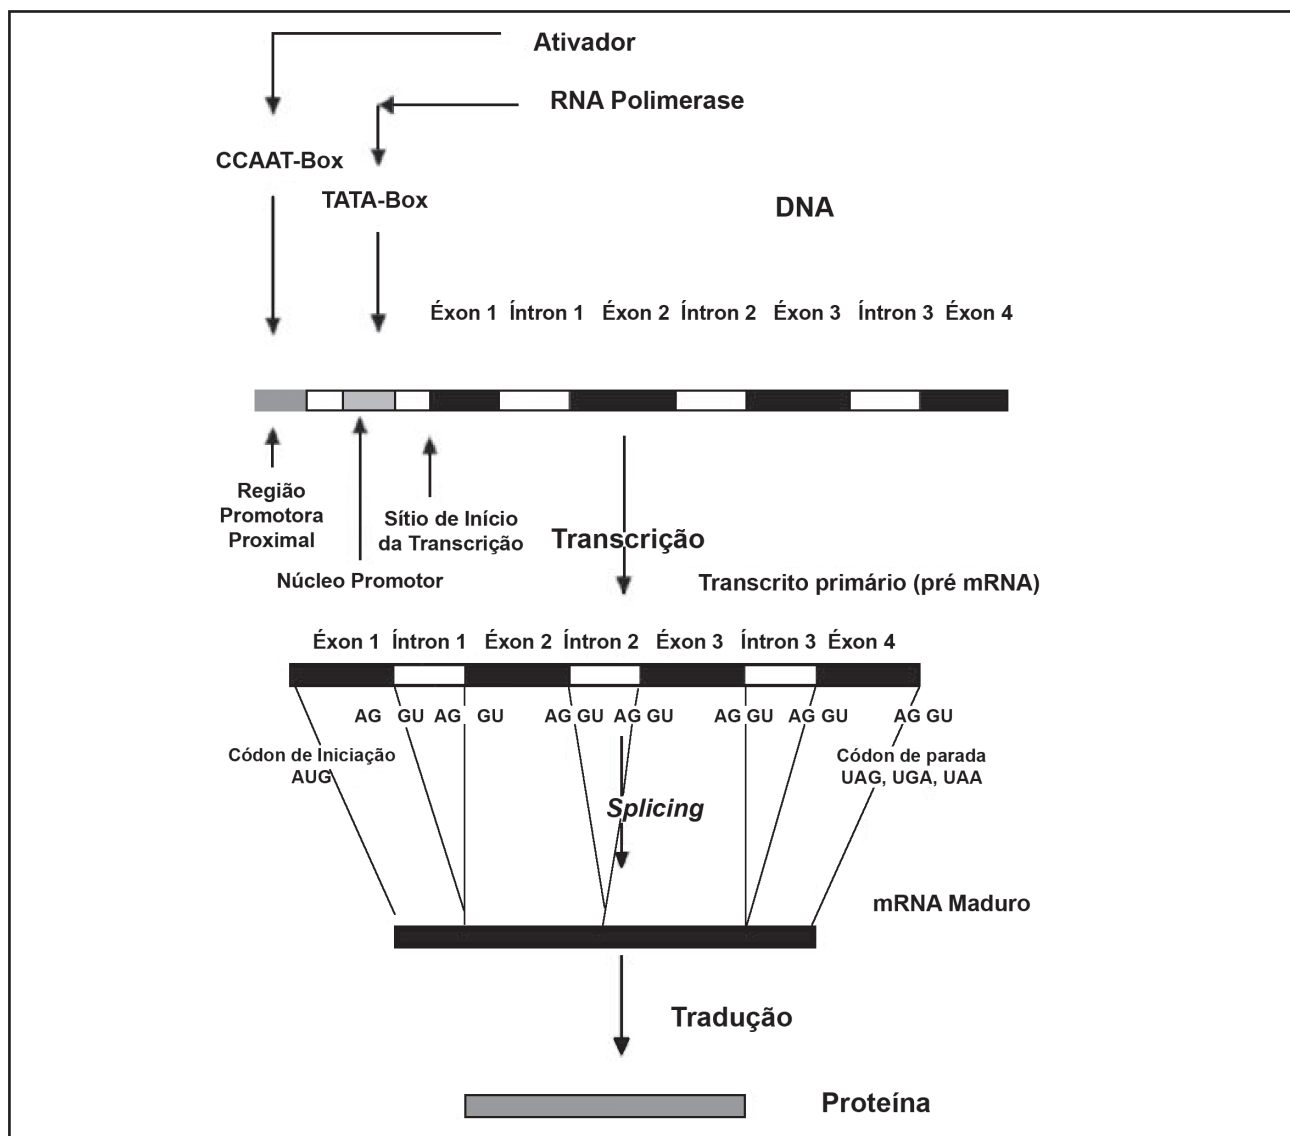 Ativador
RNA Polimerase
CCAAT-Box
TATA-Box
DNA
Éxon 1 Íntron 1 Éxon 2 Íntron 2 Éxon 3 Íntron 3 Éxon 4
Região
Promotora
Proximal
Sítio de Início
da Transcrição
Transcrição
Núcleo Promotor
Transcrito primário (pré mRNA)
Éxon 1 Íntron 1 Éxon 2 Íntron 2 Éxon 3 Íntron 3 Éxon 4
AG GU AG GU AG GU AG GU AG GU AG GU AG GU
Códon de Iniciação
AUG
Códon de parada
UAG, UGA, UAA
Splicing
mRNA Maduro
Tradução
Proteína